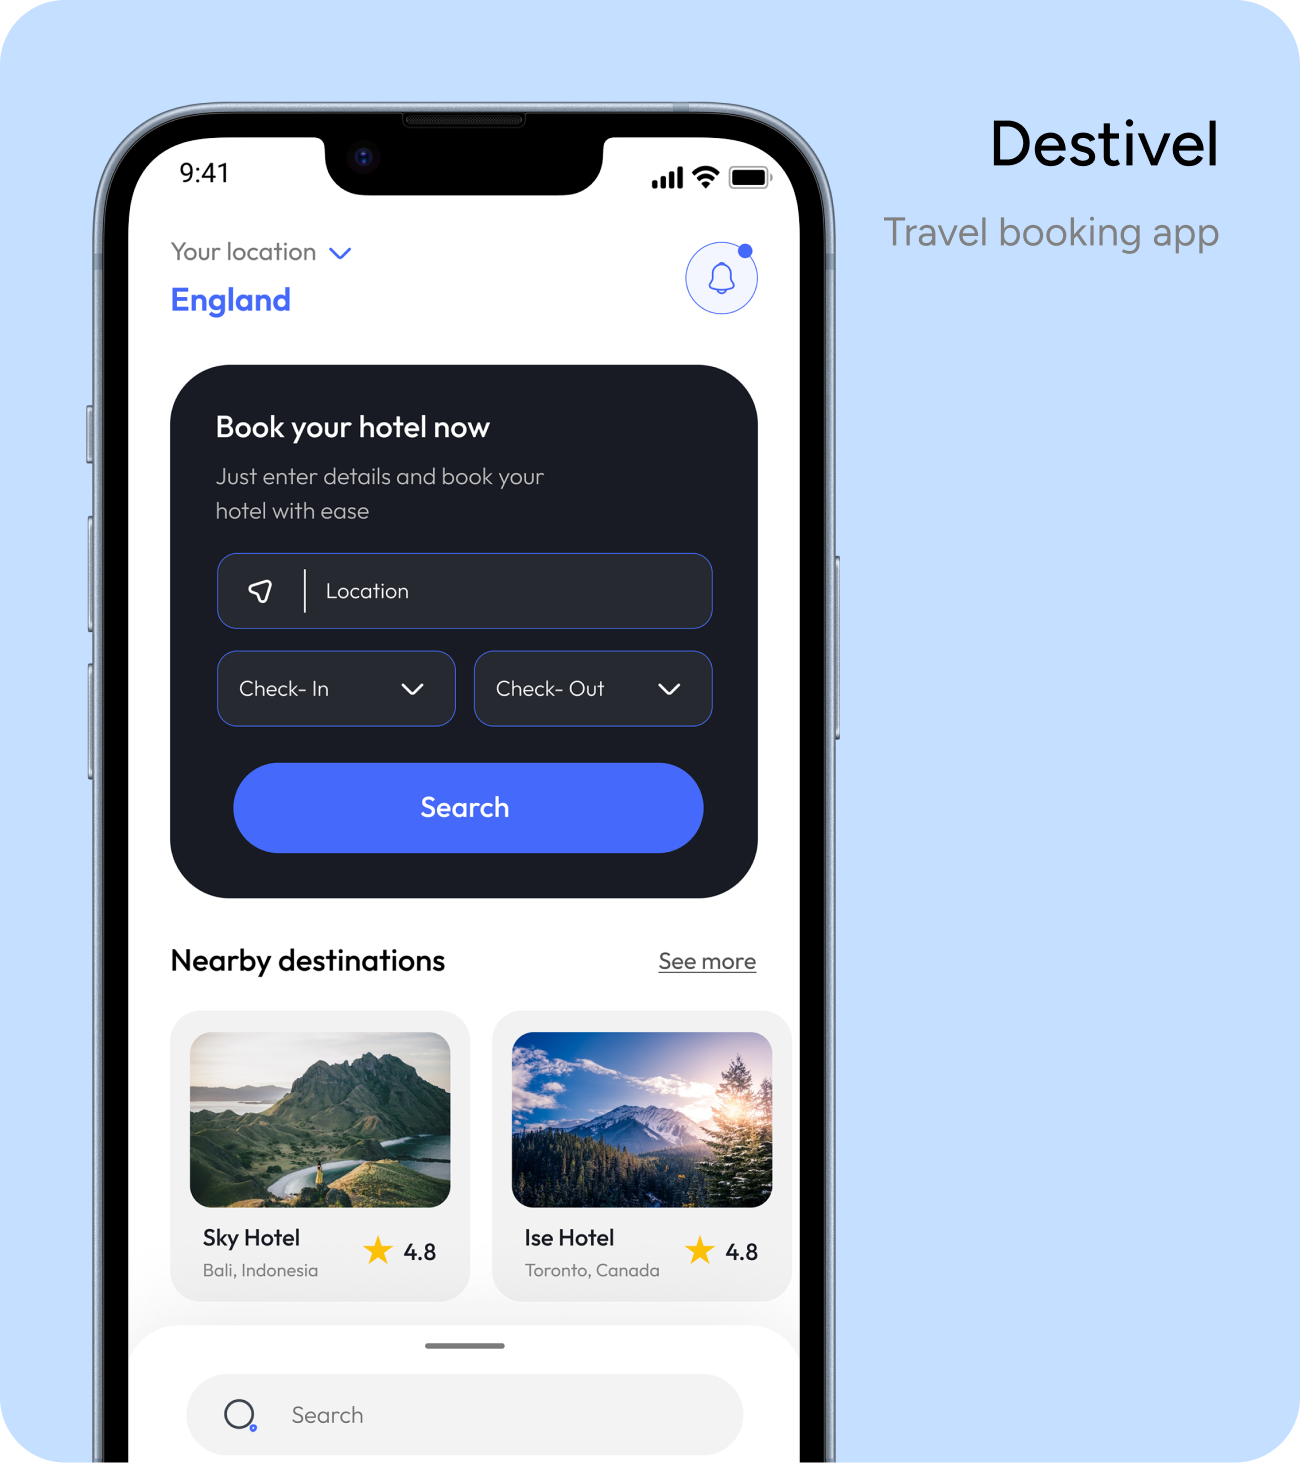 Destivel
Travel booking app
9:41
Your location
England
Book your hotel now
Just enter details and book your
hotel with ease
Location
Check- In
Check- Out
Search
Nearby destinations
See more
Sky Hotel
Bali, Indonesia
4.8
Ise Hotel
Toronto, Canada
4.8
Search